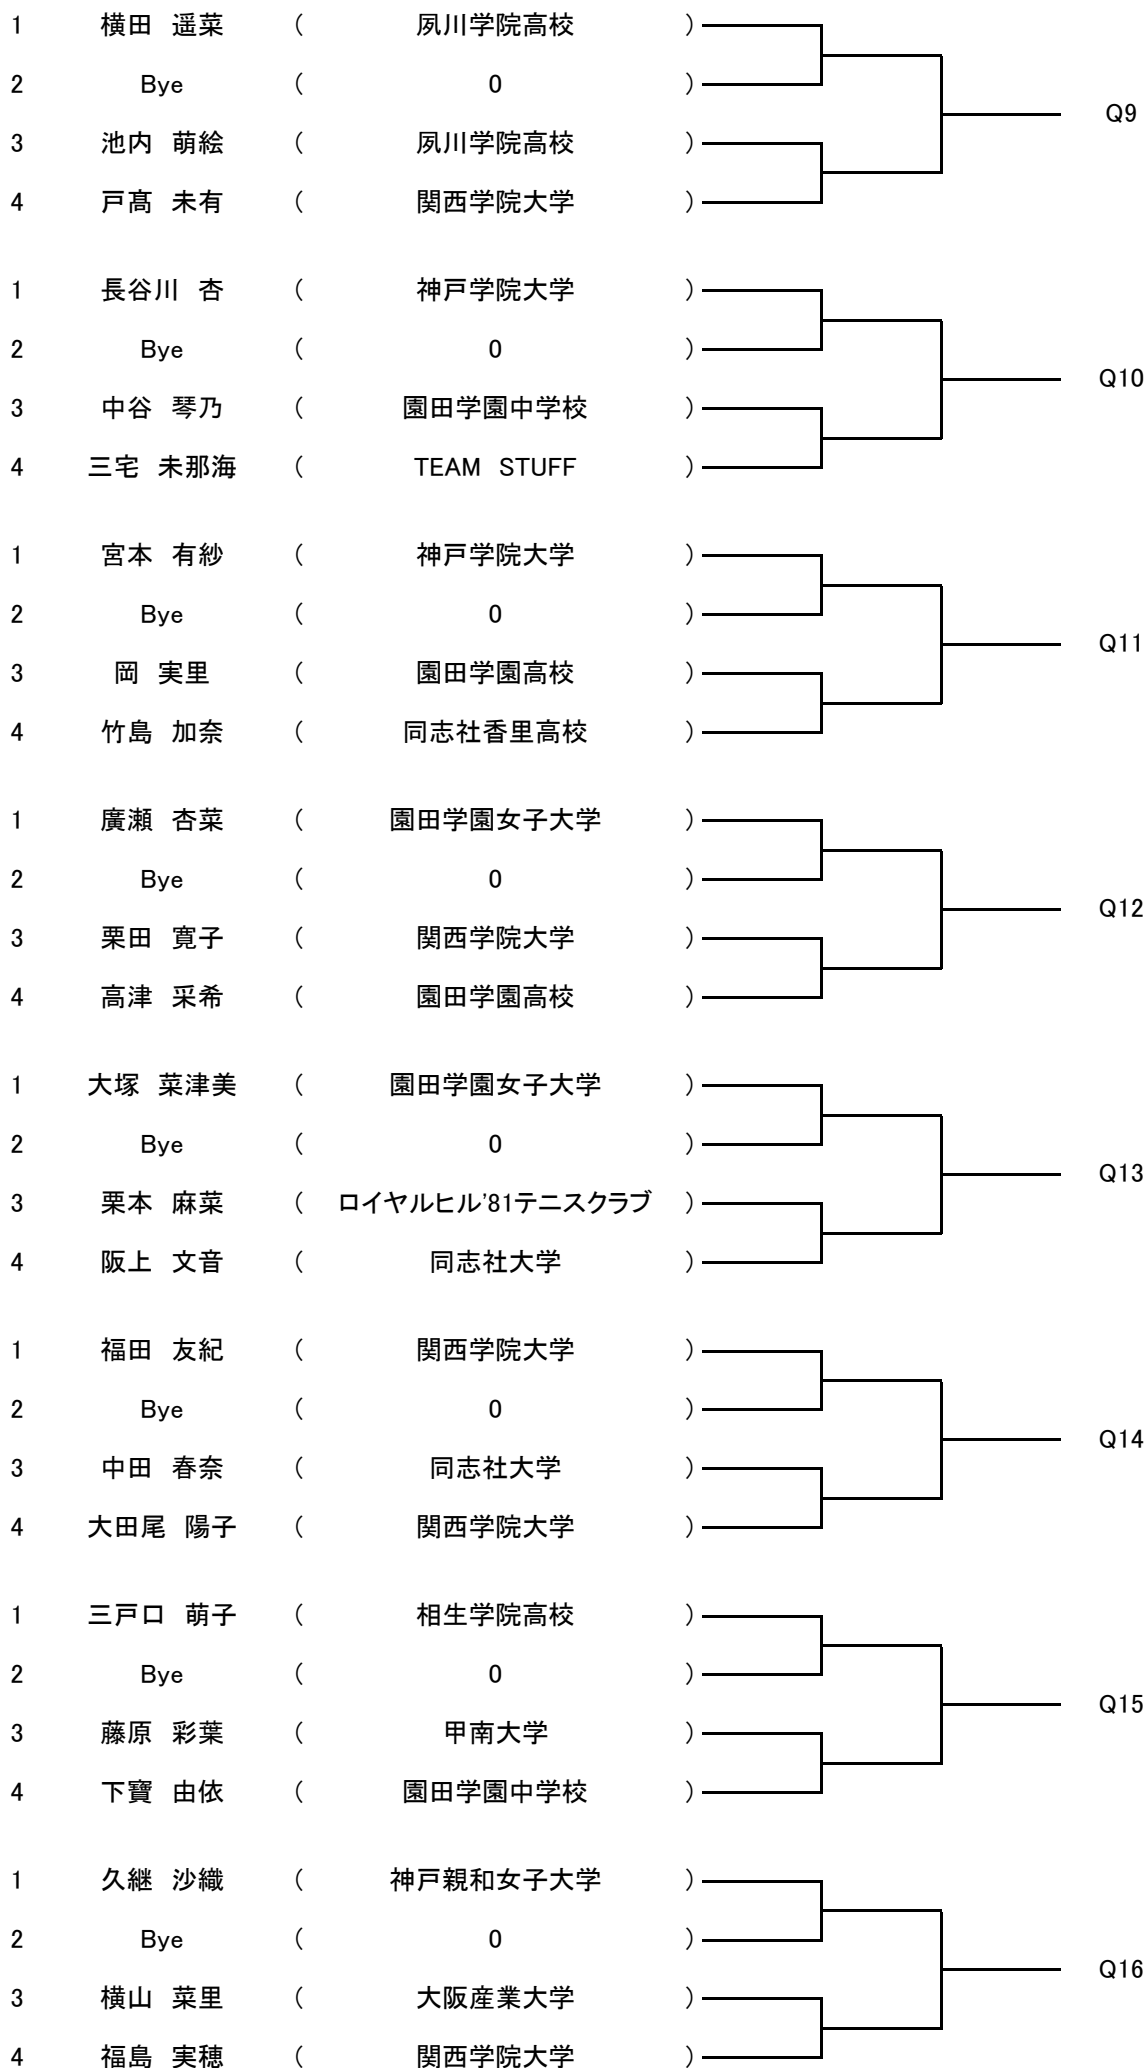 1 横田 遥菜 ( 夙川学院高校 )
2 Bye ( 0 )
Q9
3 池内 萌絵 ( 夙川学院高校 )
4 戸髙 未有 ( 関西学院大学 )
1 長谷川 杏 ( 神戸学院大学 )
2 Bye ( 0 )
Q10
3 中谷 琴乃 ( 園田学園中学校 )
4 三宅 未那海 ( TEAM STUFF )
1 宮本 有紗 ( 神戸学院大学 )
2 Bye ( 0 )
Q11
3 岡 実里 ( 園田学園高校 )
4 竹島 加奈 ( 同志社香里高校 )
1 廣瀬 杏菜 ( 園田学園女子大学 )
2 Bye ( 0 )
Q12
3 栗田 寛子 ( 関西学院大学 )
4 高津 采希 ( 園田学園高校 )
1 大塚 菜津美 ( 園田学園女子大学 )
2 Bye ( 0 )
Q13
3 栗本 麻菜 ( ロイヤルヒル'81テニスクラブ )
4 阪上 文音 ( 同志社大学 )
1 福田 友紀 ( 関西学院大学 )
2 Bye ( 0 )
Q14
3 中田 春奈 ( 同志社大学 )
4 大田尾 陽子 ( 関西学院大学 )
1 三戸口 萌子 ( 相生学院高校 )
2 Bye ( 0 )
Q15
3 藤原 彩葉 ( 甲南大学 )
4 下寶 由依 ( 園田学園中学校 )
1 久継 沙織 ( 神戸親和女子大学 )
2 Bye ( 0 )
Q16
3 横山 菜里 ( 大阪産業大学 )
4 福島 実穂 ( 関西学院大学 )